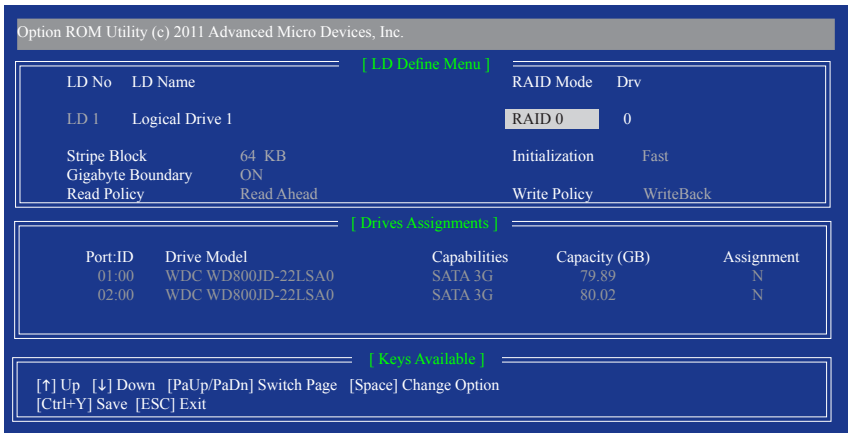 Option ROM Utility (c) 2011 Advanced Micro Devices, Inc.
[ LD Define Menu ]
LD No LD Name RAID Mode Drv
LD 1 Logical Drive 1 RAID 0 0
Stripe Block 64 KB Initialization Fast
Gigabyte Boundary ON
Read Policy Read Ahead Write Policy WriteBack
[ Drives Assignments ]
Port:ID Drive Model Capabilities Capacity (GB) Assignment
01:00 WDC WD800JD-22LSA0 SATA 3G 79.89 N
02:00 WDC WD800JD-22LSA0 SATA 3G 80.02 N
[ Keys Available ]
[↑] Up [↓] Down [PaUp/PaDn] Switch Page [Space] Change Option
[Ctrl+Y] Save [ESC] Exit